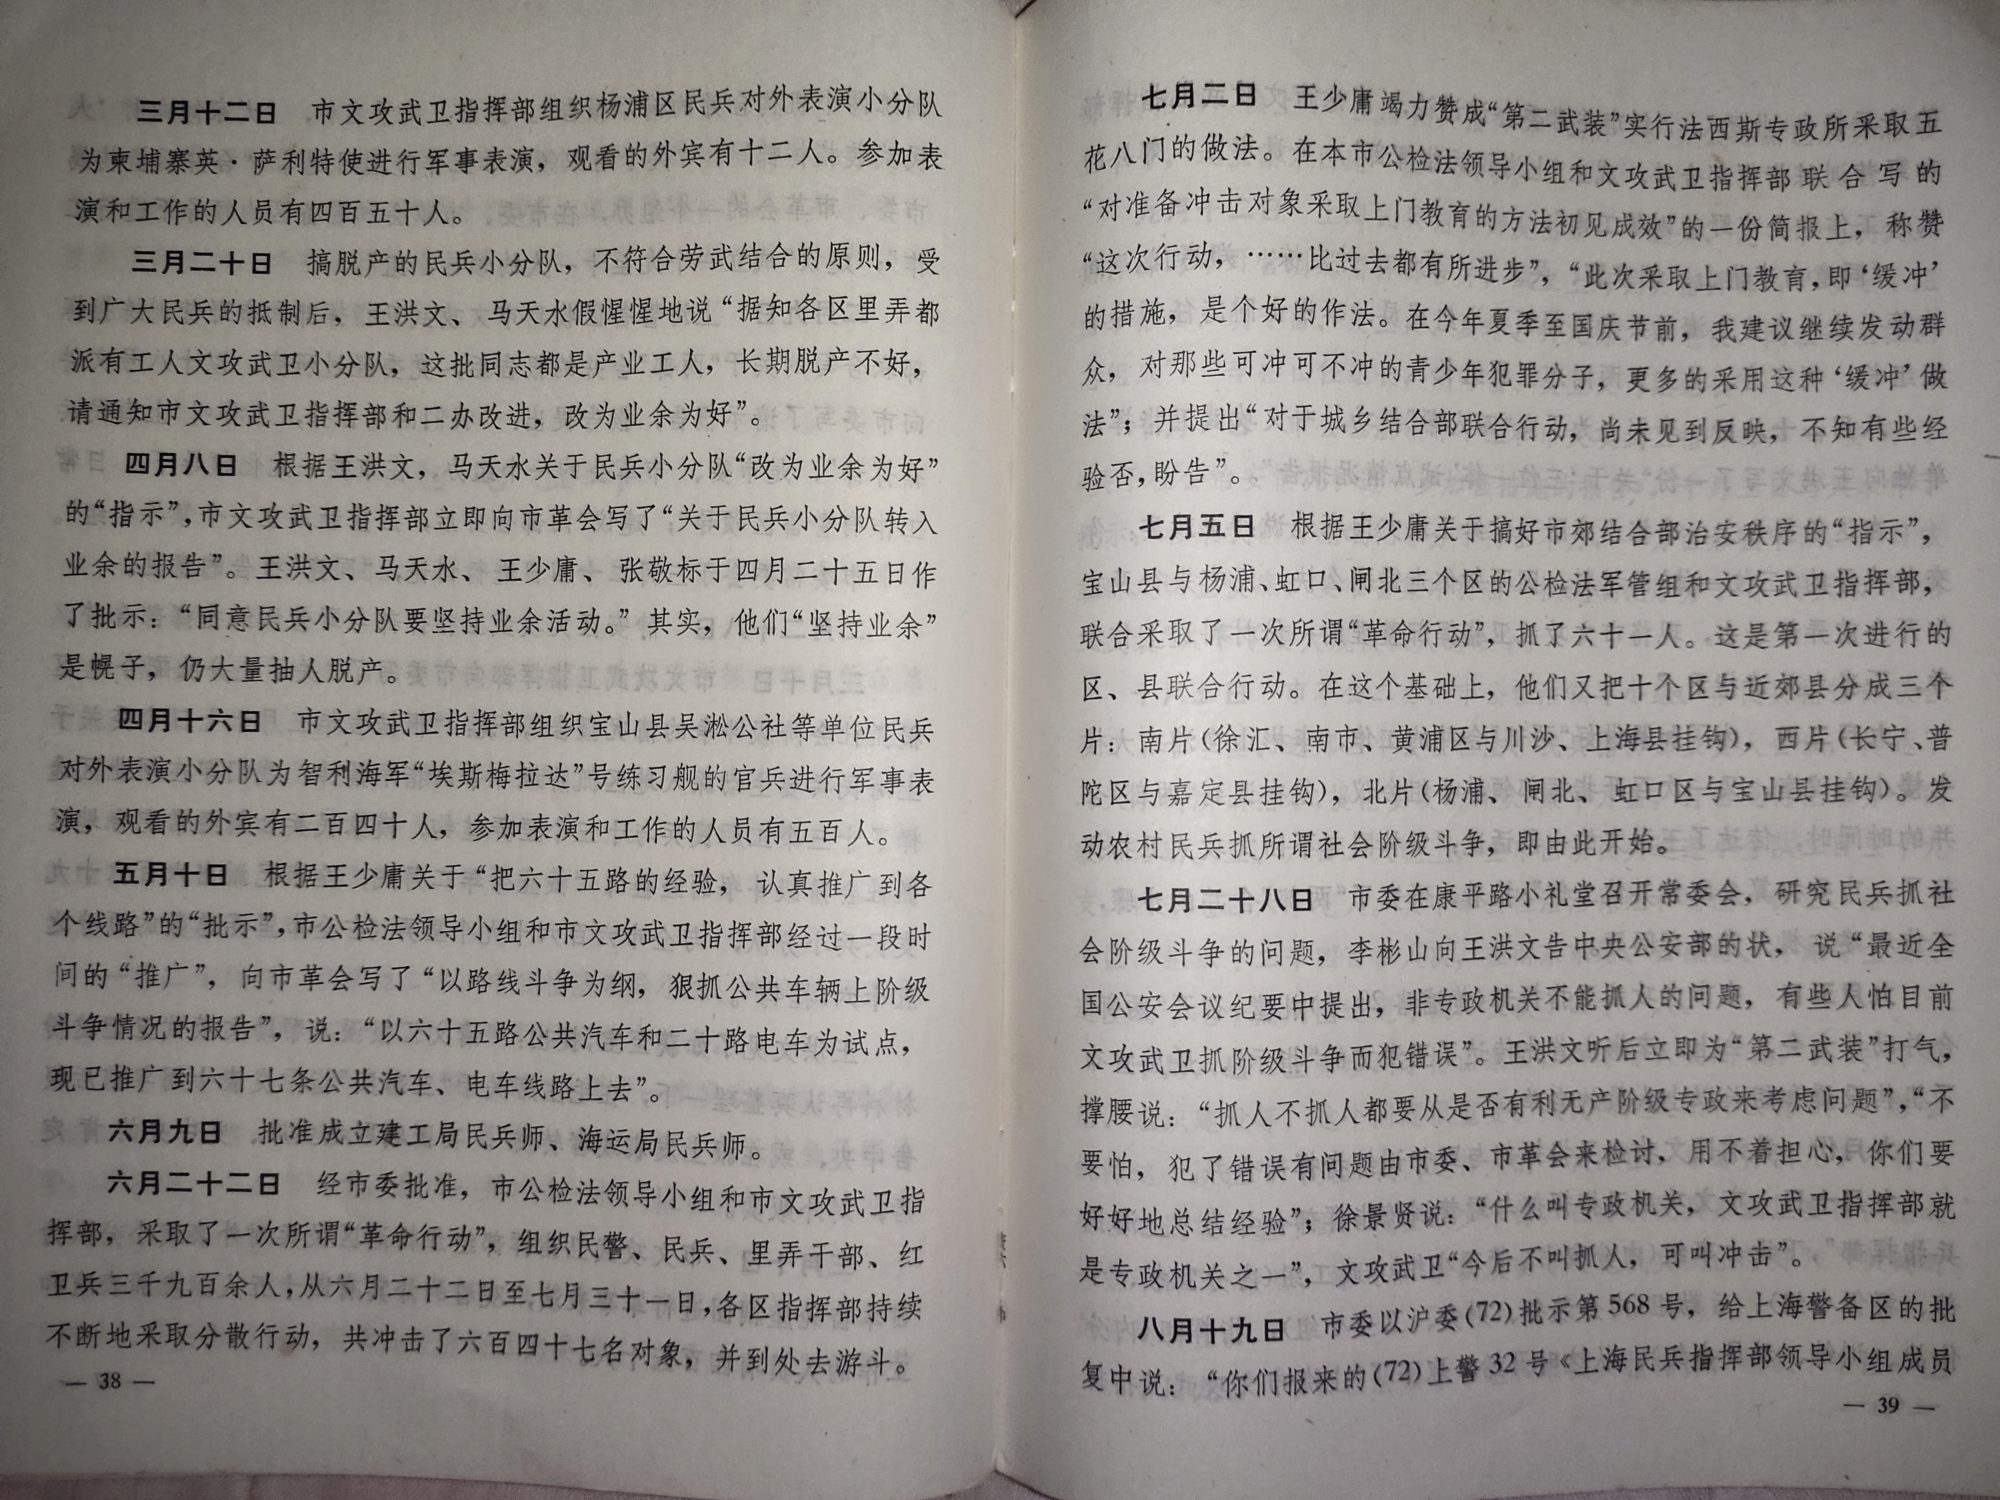 三月十二日　市文攻武卫指挥部组织杨浦区民兵对外表演小分队
为柬埔寨英·萨利特使进行军事表演，观看的外宾有十二人。参加表
演和工作的人员有四百五十人。
三月二十日　搞脱产的民兵小分队，不符合劳武结合的原则，受
到广大民兵的抵制后，王洪文、马天水假惺惺地说“据知各区里弄都
派有工人文攻武卫小分队，这批同志都是产业工人，长期脱产不好，
请通知市文攻武卫指挥部和二办改进，改为业余为好”。
四月八日　根据王洪文，马天水关于民兵小分队“改为业余为好”
的“指示”，市文攻武卫指挥部立即向市革会写了“关于民兵小分队转入
业余的报告”。王洪文、马天水、王少庸、张敬标于四月二十五日作
了批示：“同意民兵小分队要坚持业余活动。”其实，他们“坚持业余”
是幌子，仍大量抽人脱产。
四月十六日　市文攻武卫指挥部组织宝山县吴淞公社等单位民兵
对外表演小分队为智利海军“埃斯梅拉达”号练习舰的官兵进行军事表
演，观看的外宾有二百四十人，参加表演和工作的人员有五百人。
五月十日　根据王少庸关于“把六十五路的经验，认真推广到各
个线路”的“批示”，市公检法领导小组和市文攻武卫指挥部经过一段时
间的“推广”，向市革会写了“以路线斗争为纲，狠抓公共车辆上阶级
斗争情况的报告”，说：“以六十五路公共汽车和二十路电车为试点，
现已推广到六十七条公共汽车、电车线路上去”。
六月九日　批准成立建工局民兵师、海运局民兵师。
六月二十二日　经市委批准，市公检法领导小组和市文攻武卫指
挥部，采取了一次所谓“革命行动”，组织民警、民兵、里弄干部、红
卫兵三千九百余人，从六月二十二日至七月三十一日，各区指挥部持续
不断地采取分散行动，共冲击了六百四十七名对象，并到处去游斗。
— 38 —
七月二日　王少庸竭力赞成“第二武装”实行法西斯专政所采取五
花八门的做法。在本市公检法领导小组和文攻武卫指挥部联合写的
“对准备冲击对象采取上门教育的方法初见成效”的一份简报上，称赞
“这次行动，……比过去都有所进步”，“此次采取上门教育，即‘缓冲’
的措施，是个好的作法。在今年夏季至国庆节前，我建议继续发动群
众，对那些可冲可不冲的青少年犯罪分子，更多的采用这种‘缓冲’做
法”；并提出“对于城乡结合部联合行动，尚未见到反映，不知有些经
验否，盼告”。
七月五日　根据王少庸关于搞好市郊结合部治安秩序的“指示”，
宝山县与杨浦、虹口、闸北三个区的公检法军管组和文攻武卫指挥部，
联合采取了一次所谓“革命行动”，抓了六十一人。这是第一次进行的
区、县联合行动。在这个基础上，他们又把十个区与近郊县分成三个
片：南片（徐汇、南市、黄浦区与川沙、上海县挂钩），西片（长宁、普
陀区与嘉定县挂钩），北片（杨浦、闸北、虹口区与宝山县挂钩）。发
动农村民兵抓所谓社会阶级斗争，即由此开始。
七月二十八日　市委在康平路小礼堂召开常委会，研究民兵抓社
会阶级斗争的问题，李彬山向王洪文告中央公安部的状，说“最近全
国公安会议纪要中提出，非专政机关不能抓人的问题，有些人怕目前
文攻武卫抓阶级斗争而犯错误”。王洪文听后立即为“第二武装”打气，
撑腰说：“抓人不抓人都要从是否有利无产阶级专政来考虑问题”，“不
要怕，犯了错误有问题由市委、市革会来检讨，用不着担心，你们要
好好地总结经验”；徐景贤说：“什么叫专政机关，文攻武卫指挥部就
是专政机关之一”，文攻武卫“今后不叫抓人，可叫冲击”。
八月十九日　市委以沪委（72）批示第568号，给上海警备区的批
复中说：“你们报来的（72）上警32号《上海民兵指挥部领导小组成员
— 39 —